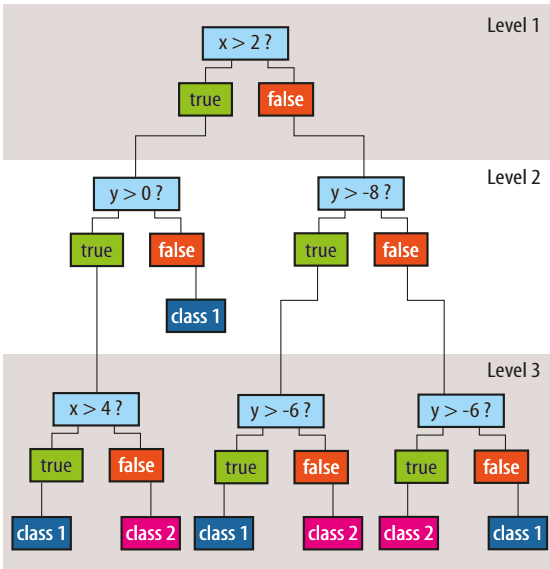 Level 1
x > 2 ?
true false
Level 2
y > 0 ? y > -8 ?
true false true false
class 1
Level 3
x > 4 ? y > -6 ? y > -6 ?
true false true false true false
class 1 class 2 class 1 class 2 class 2 class 1